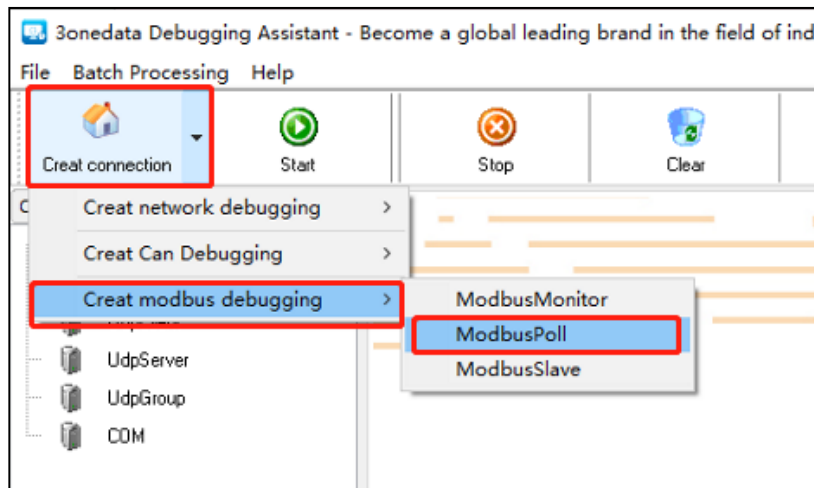 3onedata Debugging Assistant - Become a global leading brand in the field of ind
File Batch Processing Help
Creat connection Start Stop Clear
Creat network debugging
Creat Can Debugging
Creat modbus debugging
ModbusMonitor
ModbusPoll
ModbusSlave
UdpServer
UdpGroup
COM